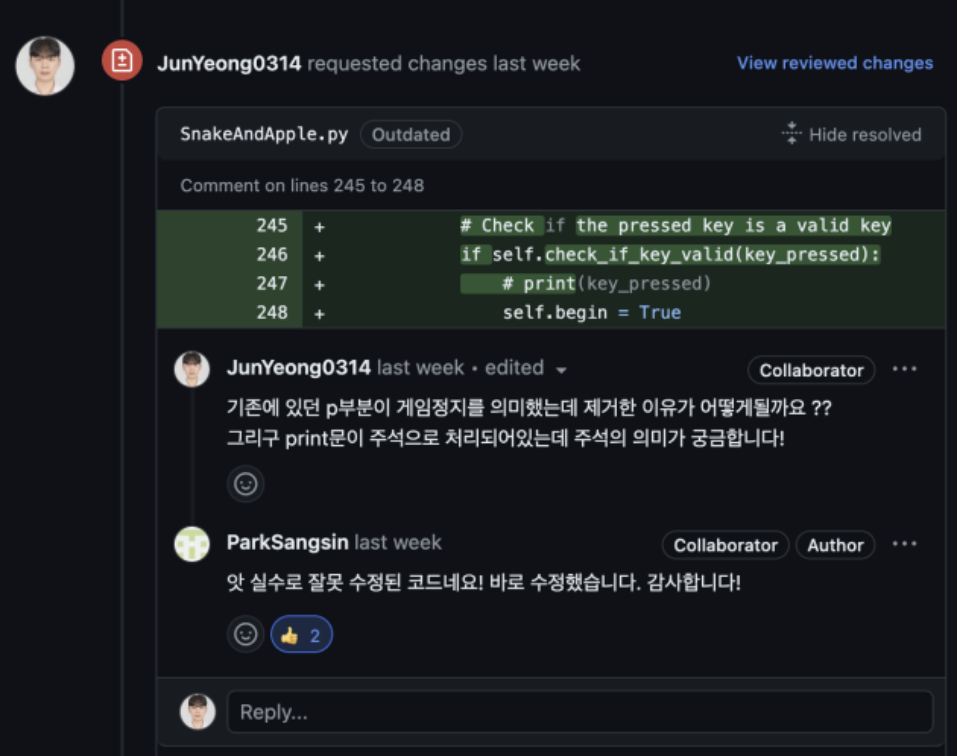 JunYeong0314 requested changes last week
View reviewed changes
SnakeAndApple.py Outdated
Hide resolved
Comment on lines 245 to 248
245 + # Check if the pressed key is a valid key
246 + if self.check_if_key_valid(key_pressed):
247 + # print(key_pressed)
248 + self.begin = True
JunYeong0314 last week • edited
Collaborator
기존에 있던 p부분이 게임정지를 의미했는데 제거한 이유가 어떻게될까요 ??
그리구 print문이 주석으로 처리되어있는데 주석의 의미가 궁금합니다!
ParkSangsin last week
Collaborator Author
앗 실수로 잘못 수정된 코드네요! 바로 수정했습니다. 감사합니다!
2
Reply...